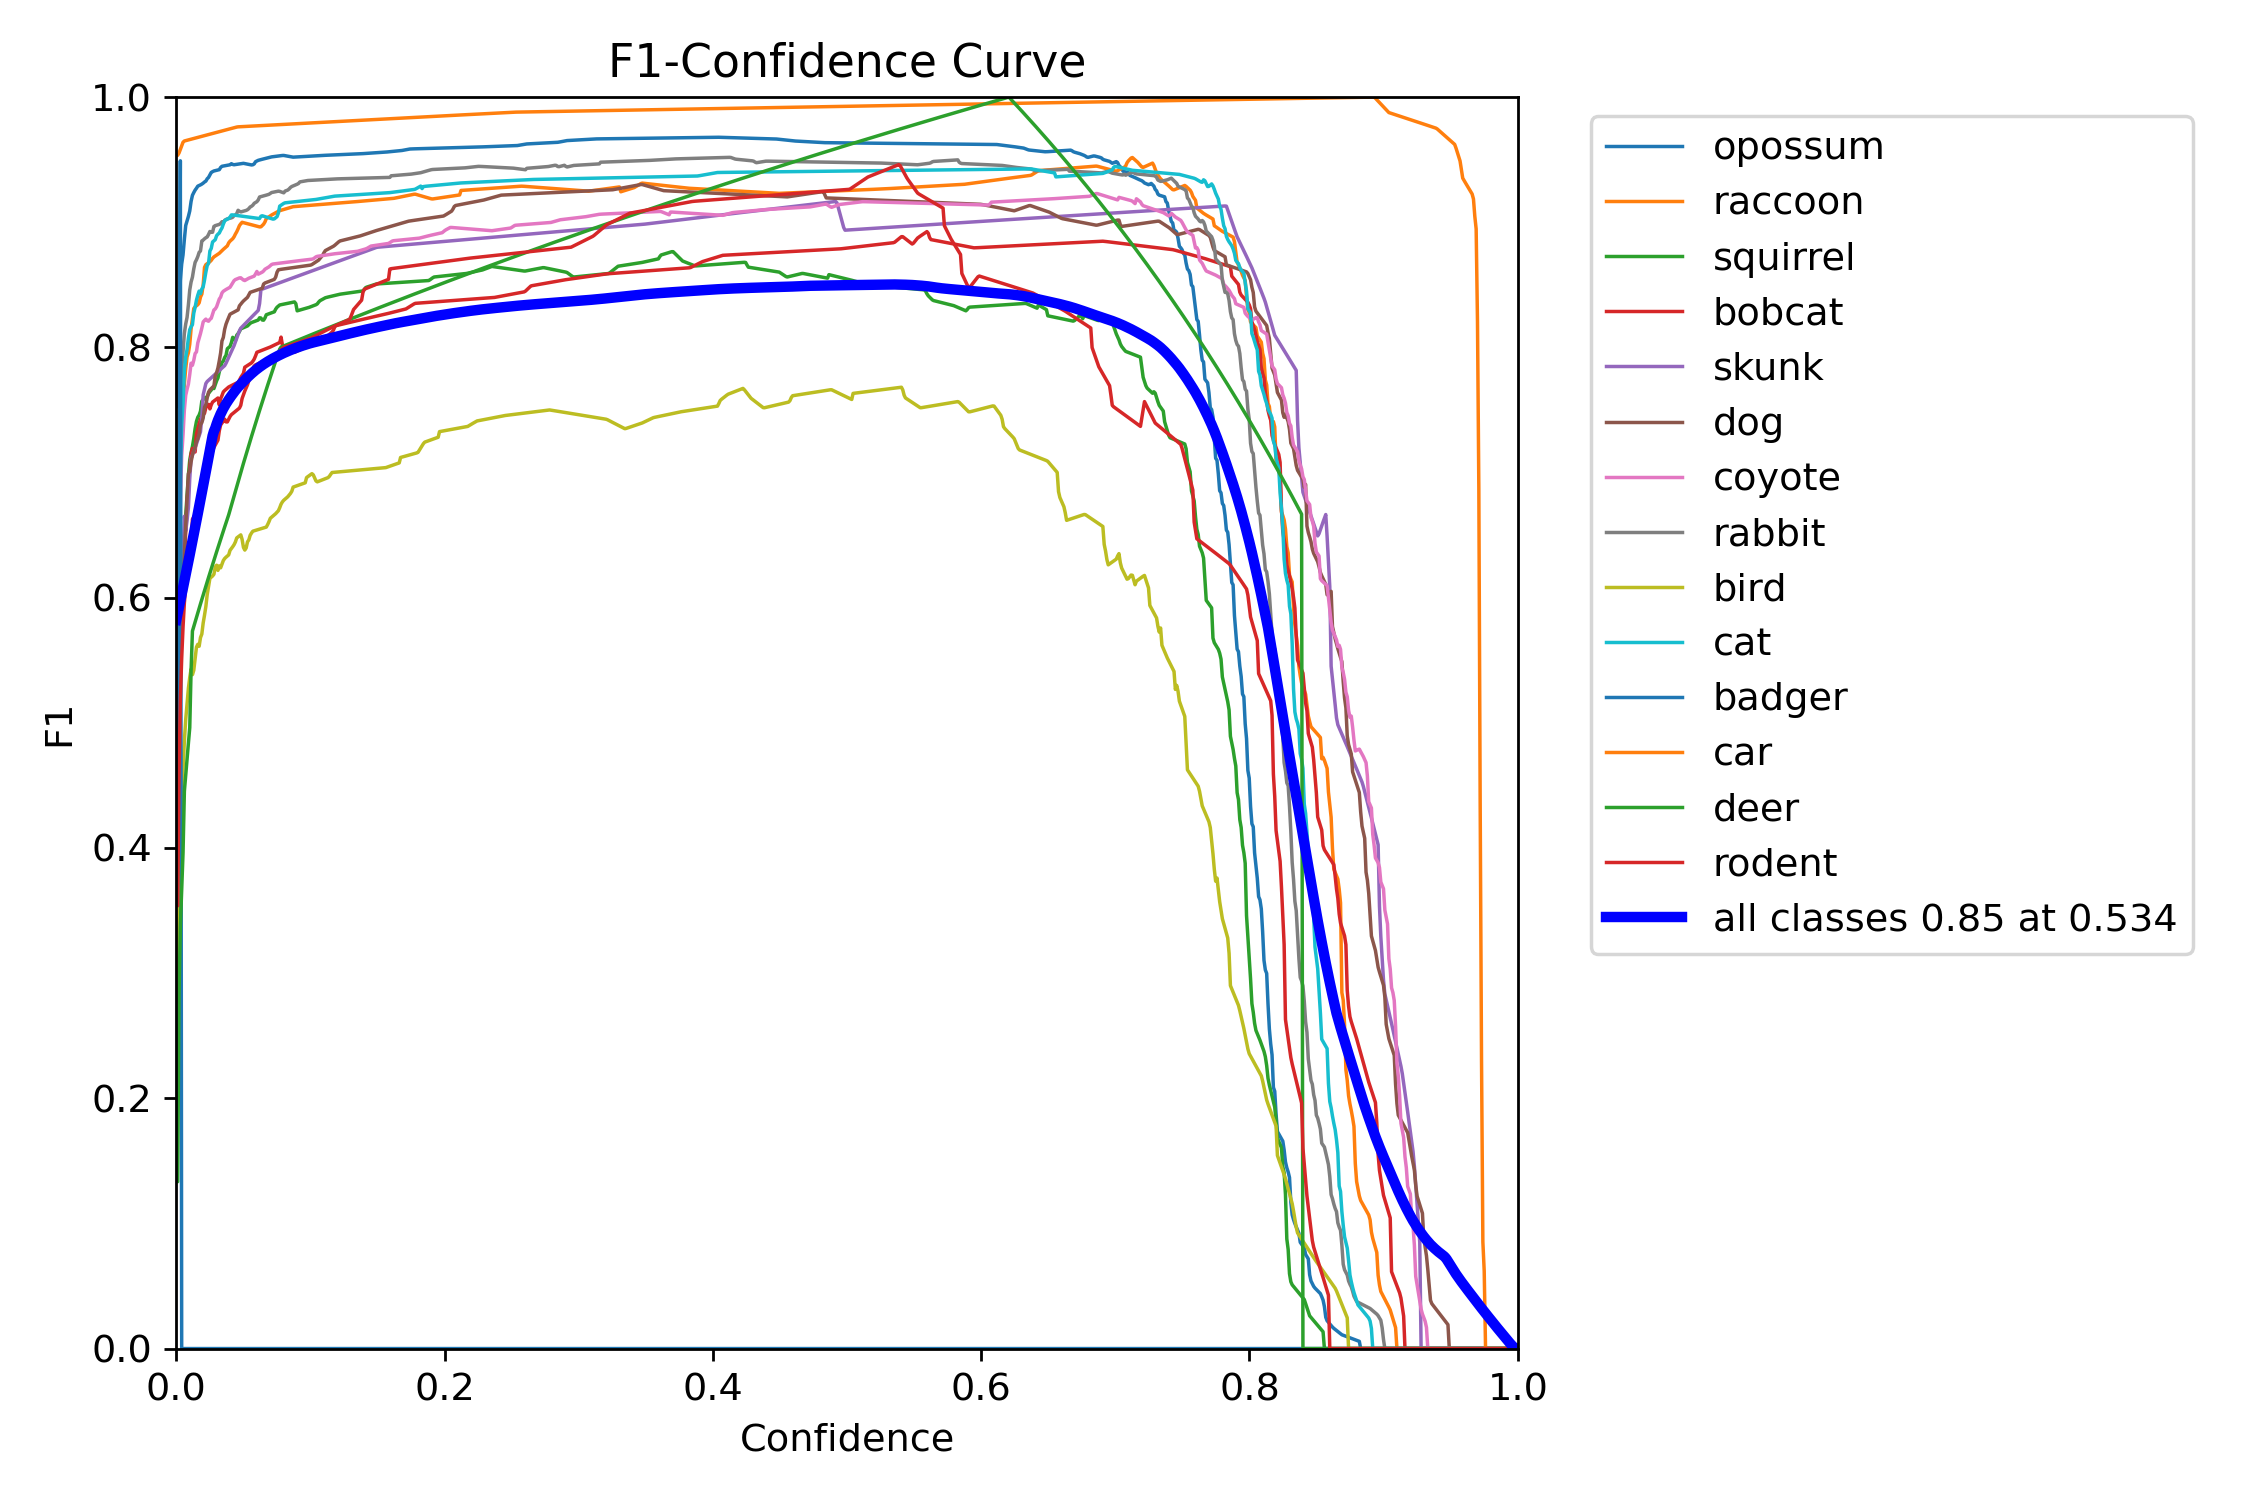 F1-Confidence Curve
1.0
0.8
0.6
0.4
0.2
0.0
F1
0.0 0.2 0.4 0.6 0.8 1.0
Confidence
opossum
raccoon
squirrel
bobcat
skunk
dog
coyote
rabbit
bird
cat
badger
car
deer
rodent
all classes 0.85 at 0.534